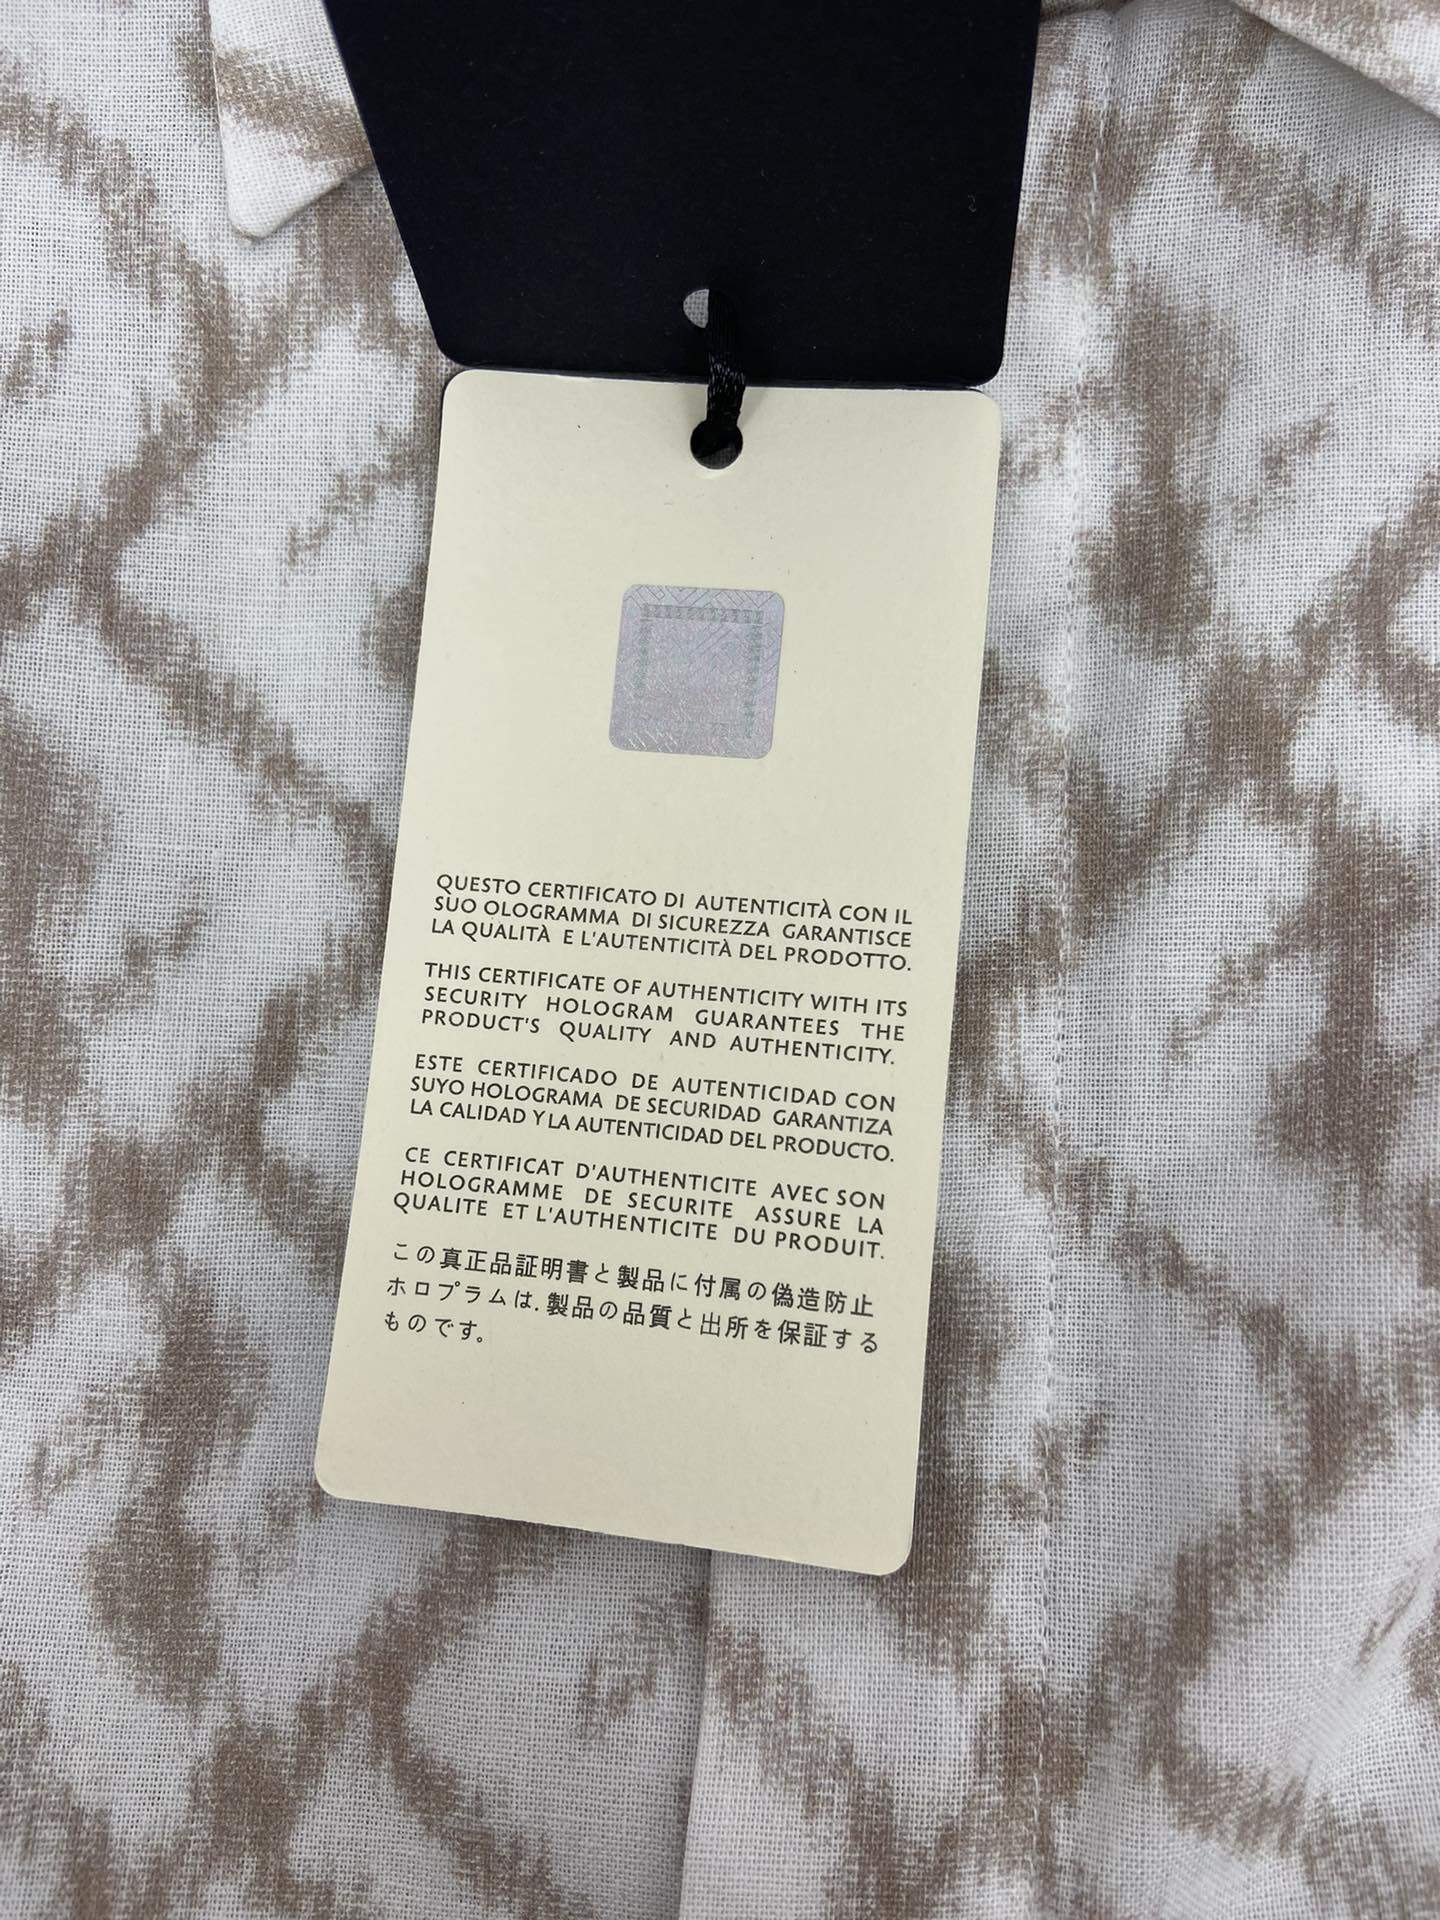 QUESTO CERTIFICATO DI AUTENTICITÀ CON IL
SUO OLOGRAMMA DI SICUREZZA GARANTISCE
LA QUALITÀ E L'AUTENTICITÀ DEL PRODOTTO.
THIS CERTIFICATE OF AUTHENTICITY WITH ITS
SECURITY HOLOGRAM GUARANTEES THE
PRODUCT'S QUALITY AND AUTHENTICITY.
ESTE CERTIFICADO DE AUTENTICIDAD CON
SUYO HOLOGRAMA DE SECURIDAD GARANTIZA
LA CALIDAD Y LA AUTENTICIDAD DEL PRODUCTO.
CE CERTIFICAT D'AUTHENTICITE AVEC SON
HOLOGRAMME DE SECURITE ASSURE LA
QUALITE ET L'AUTHENTICITE DU PRODUIT.
この真正品証明書と製品に付属の偽造防止
ホロプラムは.製品の品質と出所を保証する
ものです。